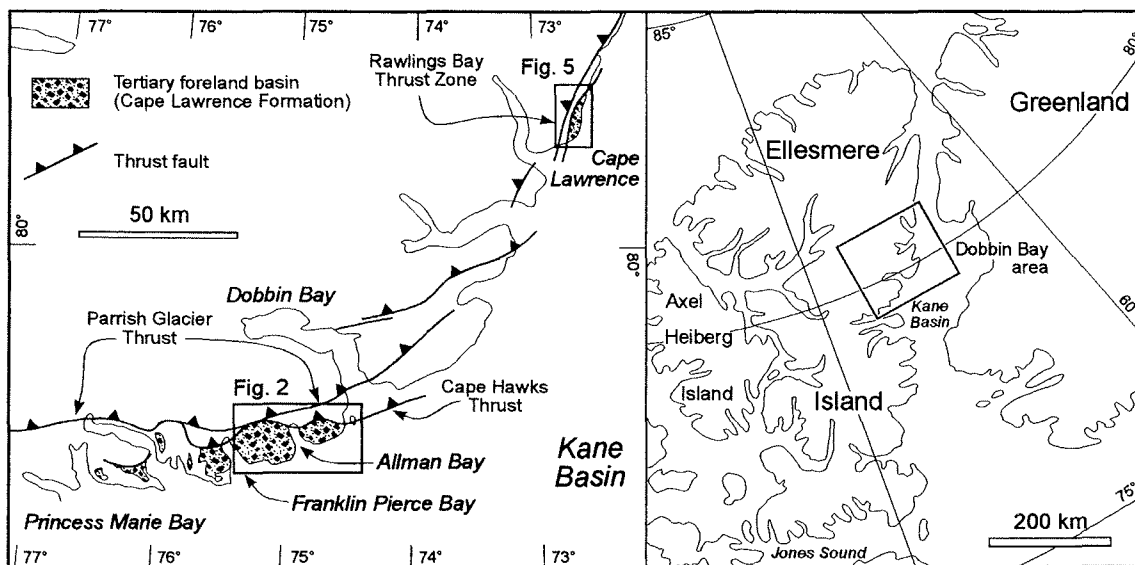 77°
76°
75°
74°
73°
Tertiary foreland basin
(Cape Lawrence Formation)
Thrust fault
50 km
80°
80°
Rawlings Bay
Thrust Zone
Fig. 5
Cape
Lawrence
Dobbin Bay
Parrish Glacier
Thrust
Fig. 2
Cape Hawks
Thrust
Allman Bay
Franklin Pierce Bay
Princess Marie Bay
Kane
Basin
77°
76°
75°
74°
73°
85°
80°
Greenland
Ellesmere
Dobbin Bay
area
Kane
Basin
60
Axel
Heiberg
Island
Island
75°
200 km
Jones Sound